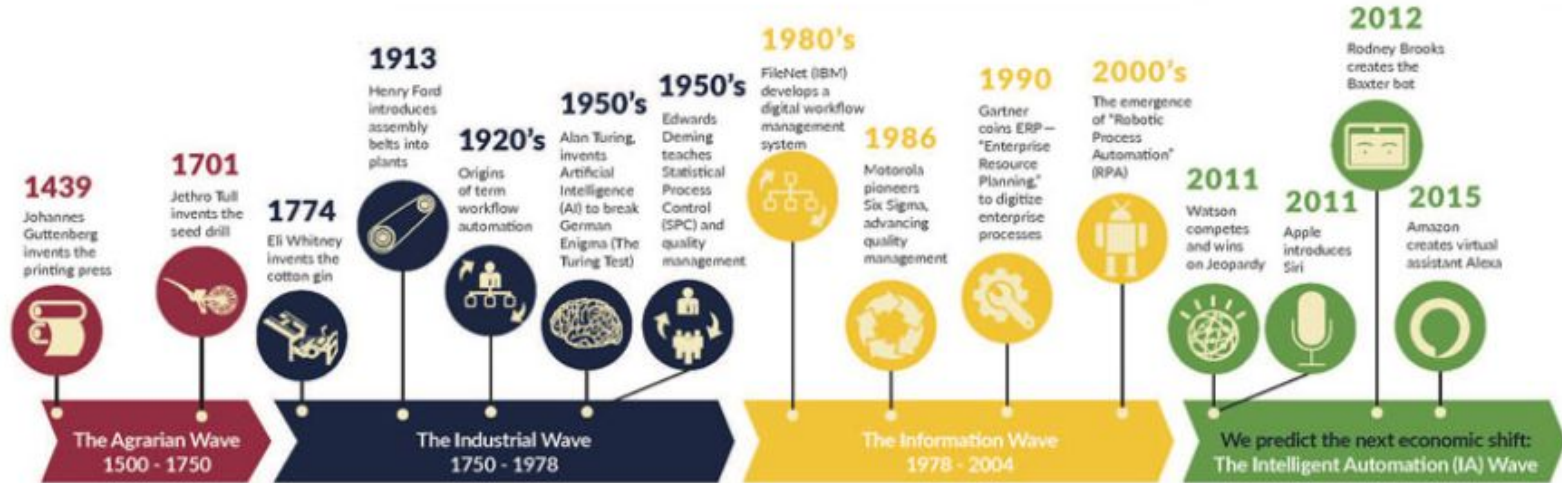 1439
Johannes
Guttenberg
invents the
printing press
1701
Jethro Tull
invents the
seed drill
1774
Eli Whitney
invents the
cotton gin
1913
Henry Ford
introduces
assembly
belts into
plants
1920's
Origins
of term
workflow
automation
1950's
Alan Turing,
invents
Artificial
Intelligence
(AI) to break
German
Enigma (The
Turing Test)
1950's
Edwards
Deming
teaches
Statistical
Process
Control
(SPC) and
quality
management
1980's
FileNet (IBM)
develops a
digital workflow
management
system
1986
Motorola
pioneers
Six Sigma,
advancing
quality
management
1990
Gartner
coins ERP —
"Enterprise
Resource
Planning,"
to digitize
enterprise
processes
2000's
The emergence
of "Robotic
Process
Automation"
(RPA)
2011
Watson
competes
and wins
on Jeopardy
2011
Apple
introduces
Siri
2012
Rodney Brooks
creates the
Baxter bot
2015
Amazon
creates virtual
assistant Alexa
The Agrarian Wave
1500 - 1750
The Industrial Wave
1750 - 1978
The Information Wave
1978 - 2004
We predict the next economic shift:
The Intelligent Automation (IA) Wave